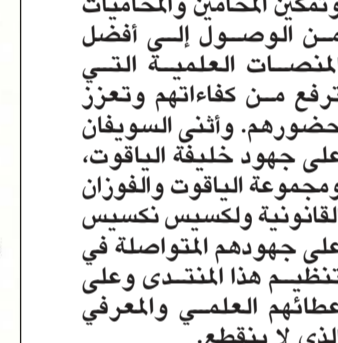 وتمكين المحامين والمحاميات
من الوصول إلى أفضل
المنصات العلمية التي
ترفع من كفاءاتهم وتعزز
حضورهم. وأثنى السويفان
على جهود خليفة الياقوت،
ومجموعة الياقوت والفوزان
القانونية ولكسيس نكسيس
على جهودهم المتواصلة في
تنظيم هذا المنتدى وعلى
عطائهم العلمي والمعرفي
الذي لا ينقطع.